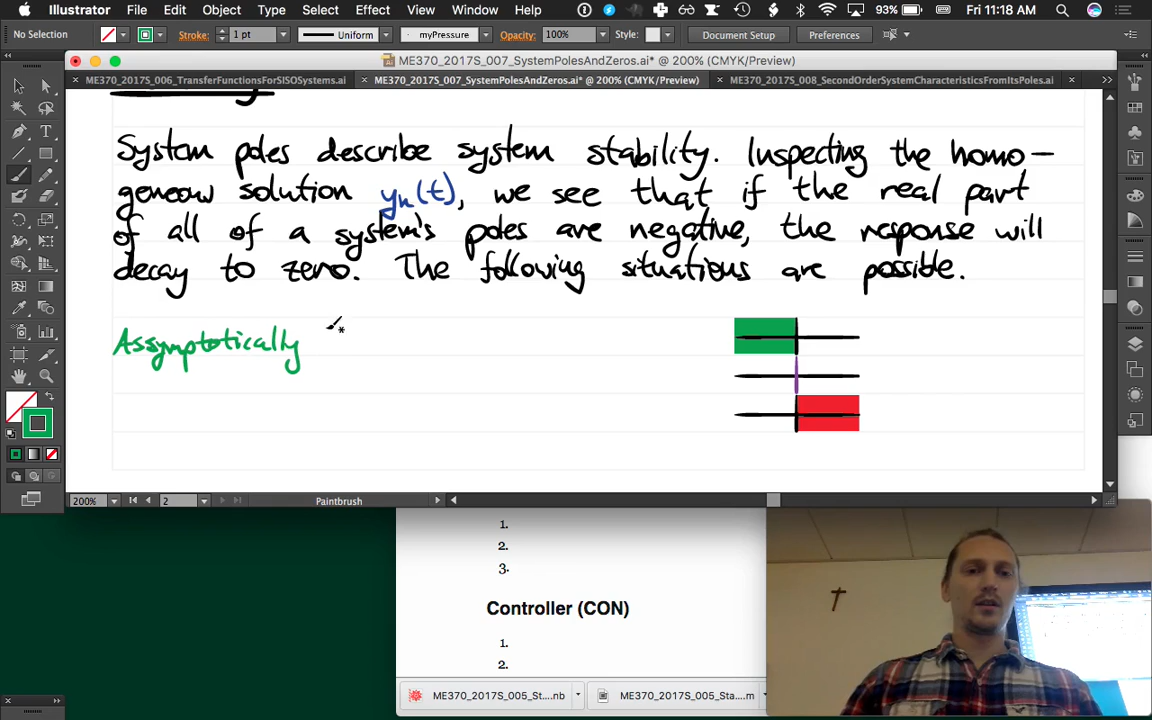 Illustrator File Edit Object Type Select Effect View Window Help 93% Fri 11:18 AM
No Selection Stroke: 1 pt Uniform myPressure Opacity: 100% Style: Document Setup Preferences
ME370_2017S_007_SystemPolesAndZeros.ai* @ 200% (CMYK/Preview)
ME370_2017S_006_TransferFunctionsForSISOSystems.ai ME370_2017S_007_SystemPolesAndZeros.ai* @ 200% (CMYK/Preview) ME370_2017S_008_SecondOrderSystemCharacteristicsFromItsPoles.ai
System poles describe system stability. Inspecting the homo-
geneous solution yh(t), we see that if the real part
of all of a system's poles are negative, the response will
decay to zero. The following situations are possible.
Assymptotically
200% 2 Paintbrush
1.
2.
3.
Controller (CON)
1.
2.
ME370_2017S_005_St....nb ME370_2017S_005_Sta....m